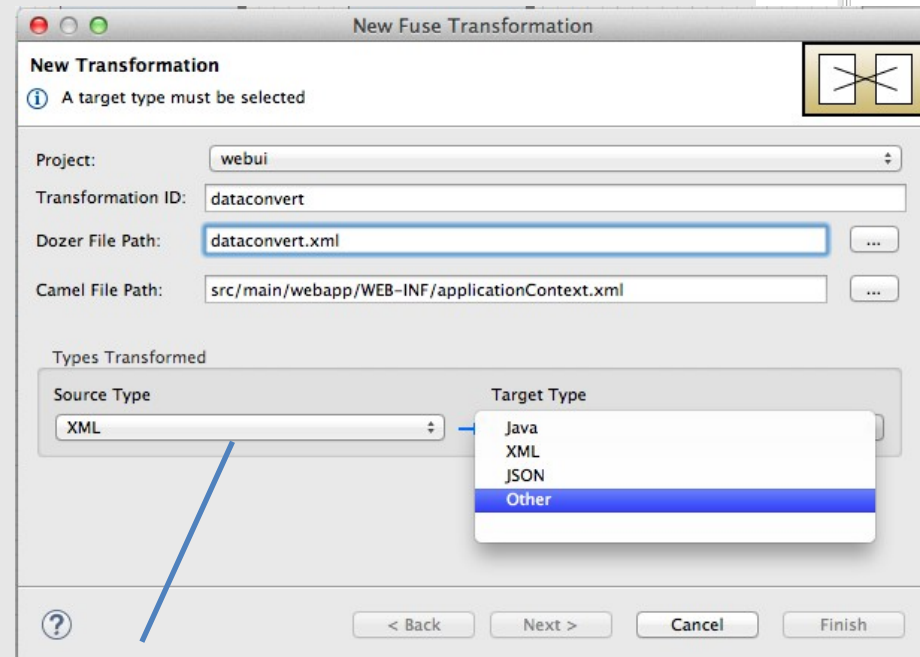 New Fuse Transformation
New Transformation
A target type must be selected
Project: webui
Transformation ID: dataconvert
Dozer File Path: dataconvert.xml ...
Camel File Path: src/main/webapp/WEB-INF/applicationContext.xml ...
Types Transformed
Source Type Target Type
XML Java
XML
JSON
Other
? < Back Next > Cancel Finish